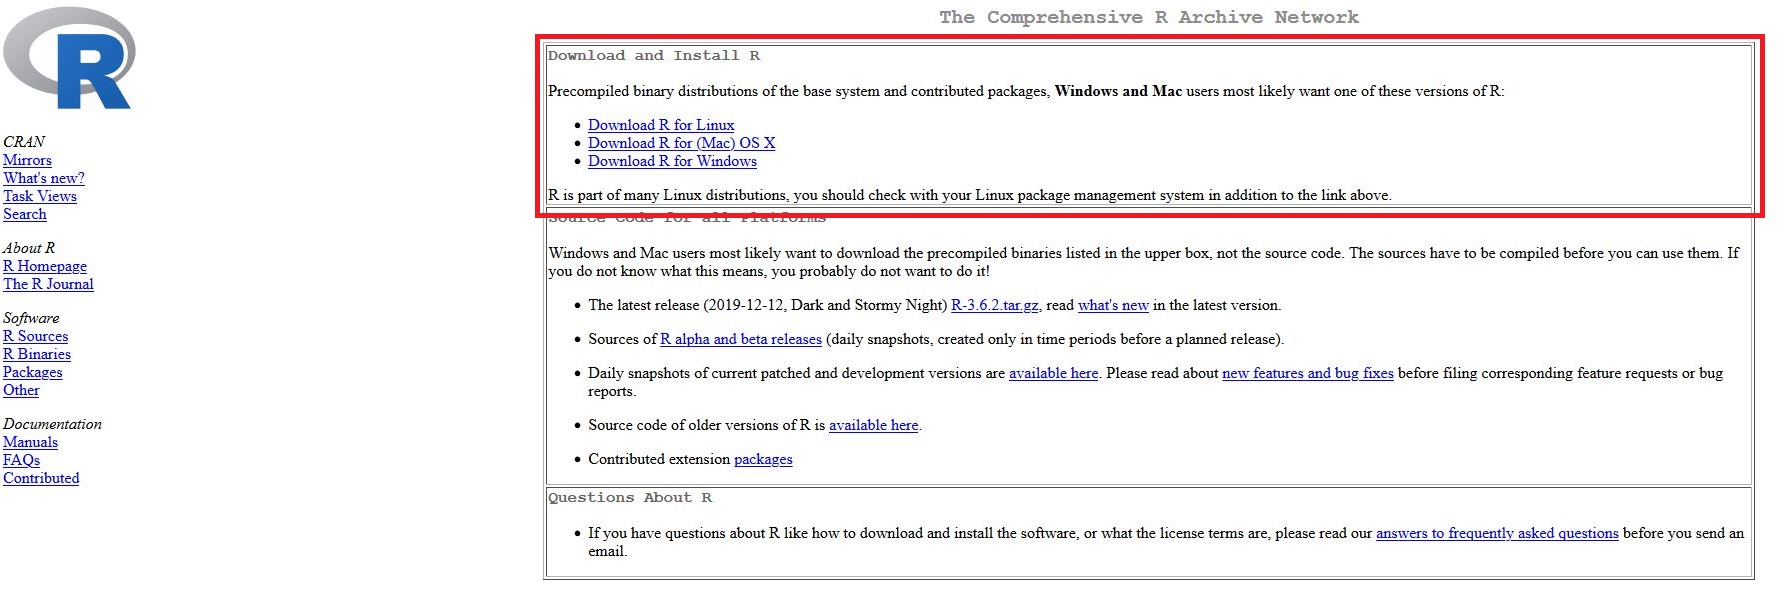 R
CRAN
Mirrors
What's new?
Task Views
Search
About R
R Homepage
The R Journal
Software
R Sources
R Binaries
Packages
Other
Documentation
Manuals
FAQs
Contributed
The Comprehensive R Archive Network
Download and Install R
Precompiled binary distributions of the base system and contributed packages, Windows and Mac users most likely want one of these versions of R:
• Download R for Linux
• Download R for (Mac) OS X
• Download R for Windows
R is part of many Linux distributions, you should check with your Linux package management system in addition to the link above.
Source Code for all Platforms
Windows and Mac users most likely want to download the precompiled binaries listed in the upper box, not the source code. The sources have to be compiled before you can use them. If
you do not know what this means, you probably do not want to do it!
• The latest release (2019-12-12, Dark and Stormy Night) R-3.6.2.tar.gz, read what's new in the latest version.
• Sources of R alpha and beta releases (daily snapshots, created only in time periods before a planned release).
• Daily snapshots of current patched and development versions are available here. Please read about new features and bug fixes before filing corresponding feature requests or bug
reports.
• Source code of older versions of R is available here.
• Contributed extension packages
Questions About R
• If you have questions about R like how to download and install the software, or what the license terms are, please read our answers to frequently asked questions before you send an
email.